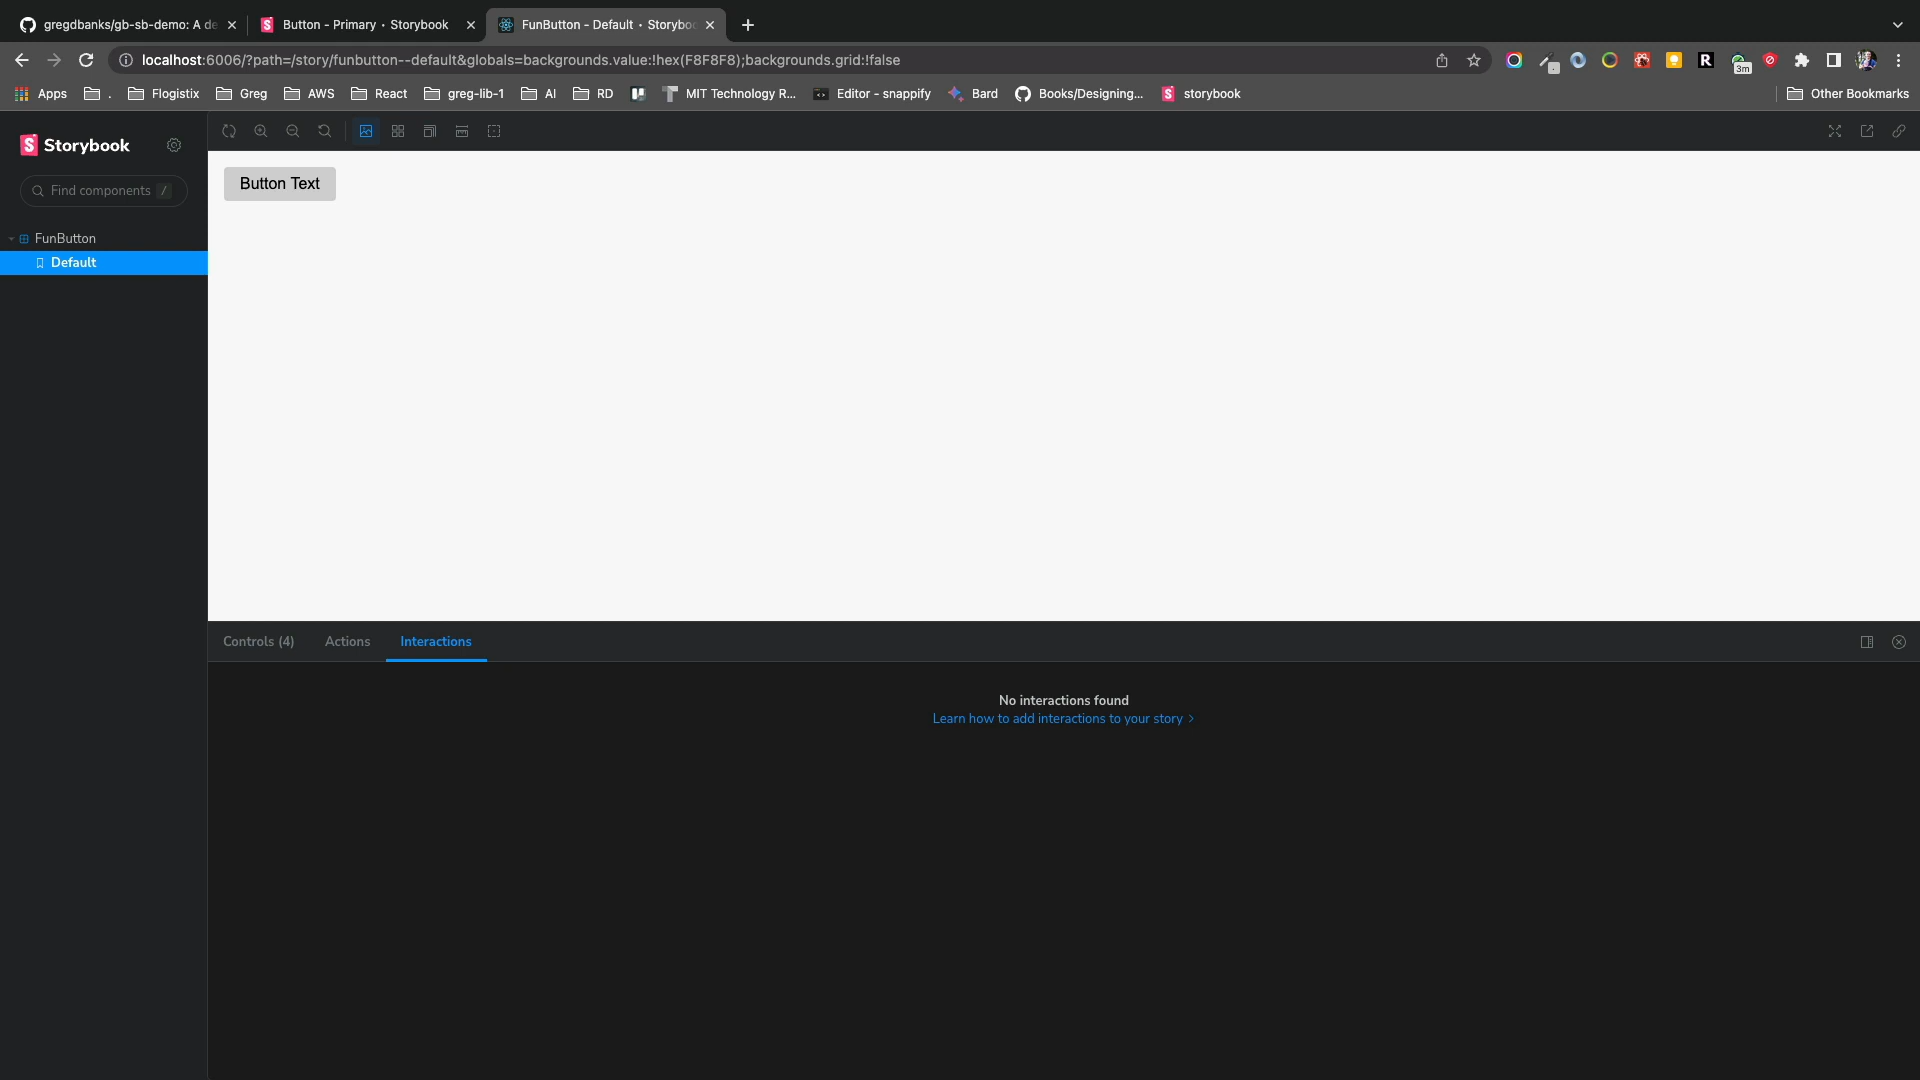 gregdbanks/gb-sb-demo: A de
Button - Primary • Storybook
FunButton - Default • Storyboo
localhost:6006/?path=/story/funbutton--default&globals=backgrounds.value:!hex(F8F8F8);backgrounds.grid:!false
R
3m
Apps
.
Flogistix
Greg
AWS
React
greg-lib-1
AI
RD
MIT Technology R...
Editor - snappify
Bard
Books/Designing...
storybook
Other Bookmarks
Storybook
Find components /
FunButton
Default
Button Text
Controls (4)
Actions
Interactions
No interactions found
Learn how to add interactions to your story